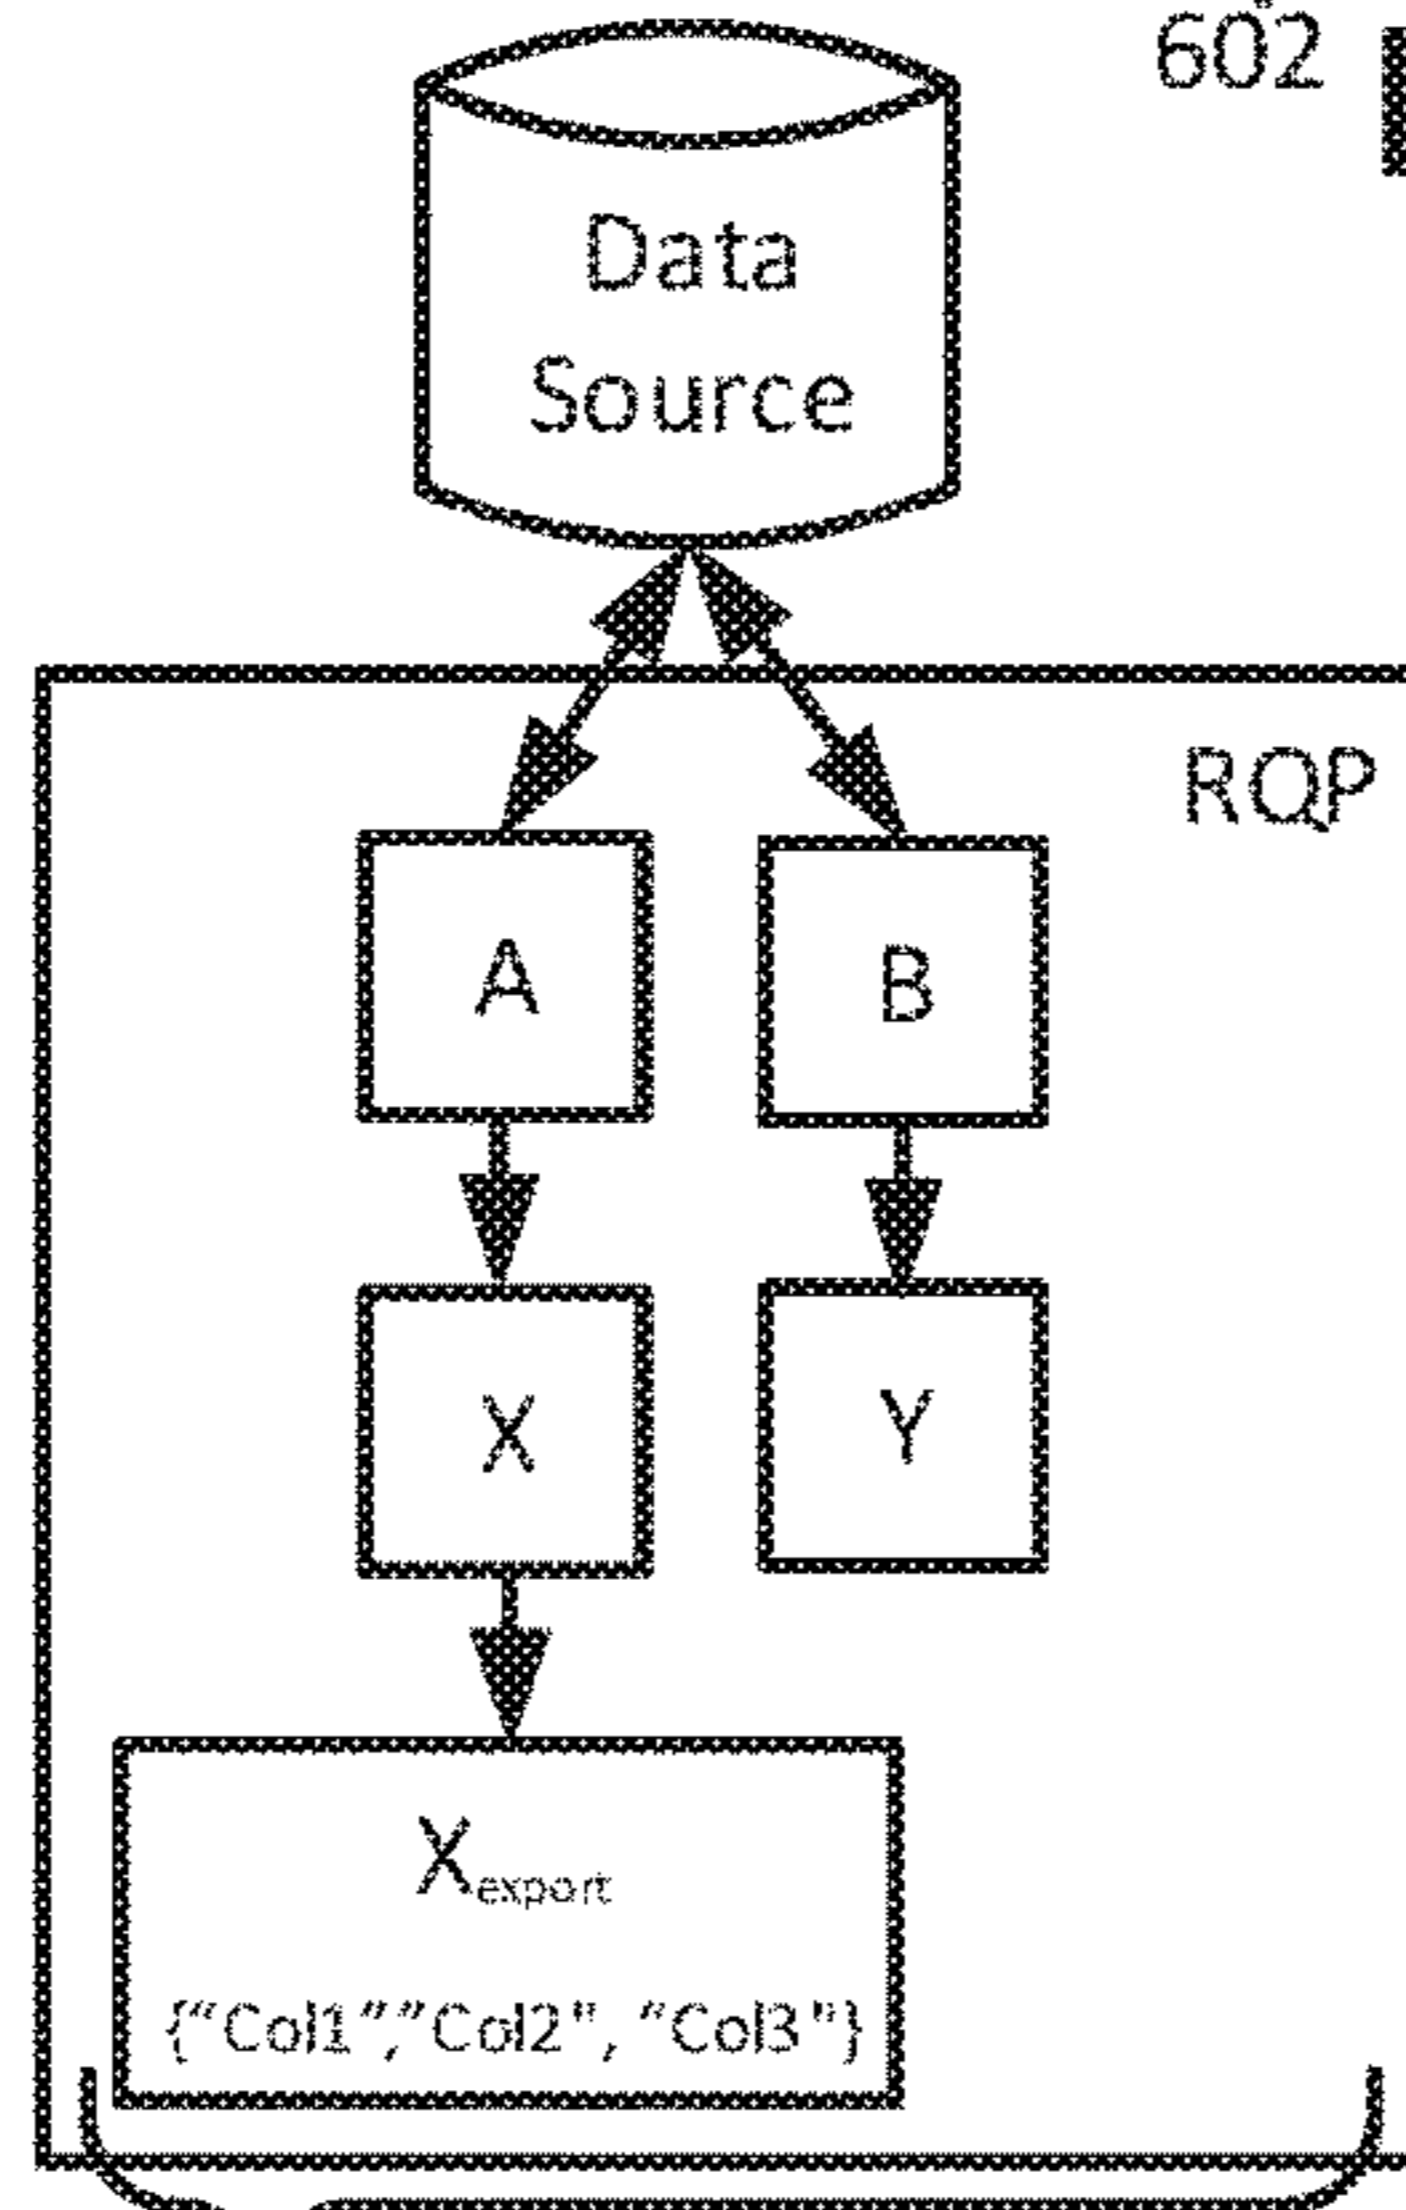 602
Data
Source
RQP
A
B
X
Y
Xexport
{“Col1”,”Col2", “Col3"}